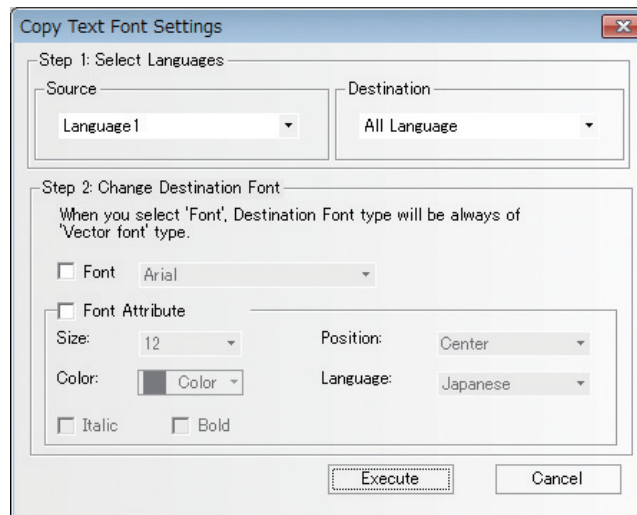 Copy Text Font Settings
Step 1: Select Languages
Source
Destination
Language1
All Language
Step 2: Change Destination Font
When you select 'Font', Destination Font type will be always of
'Vector font' type.
Font
Arial
Font Attribute
Size:
12
Position:
Center
Color:
Color
Language:
Japanese
Italic
Bold
Execute
Cancel